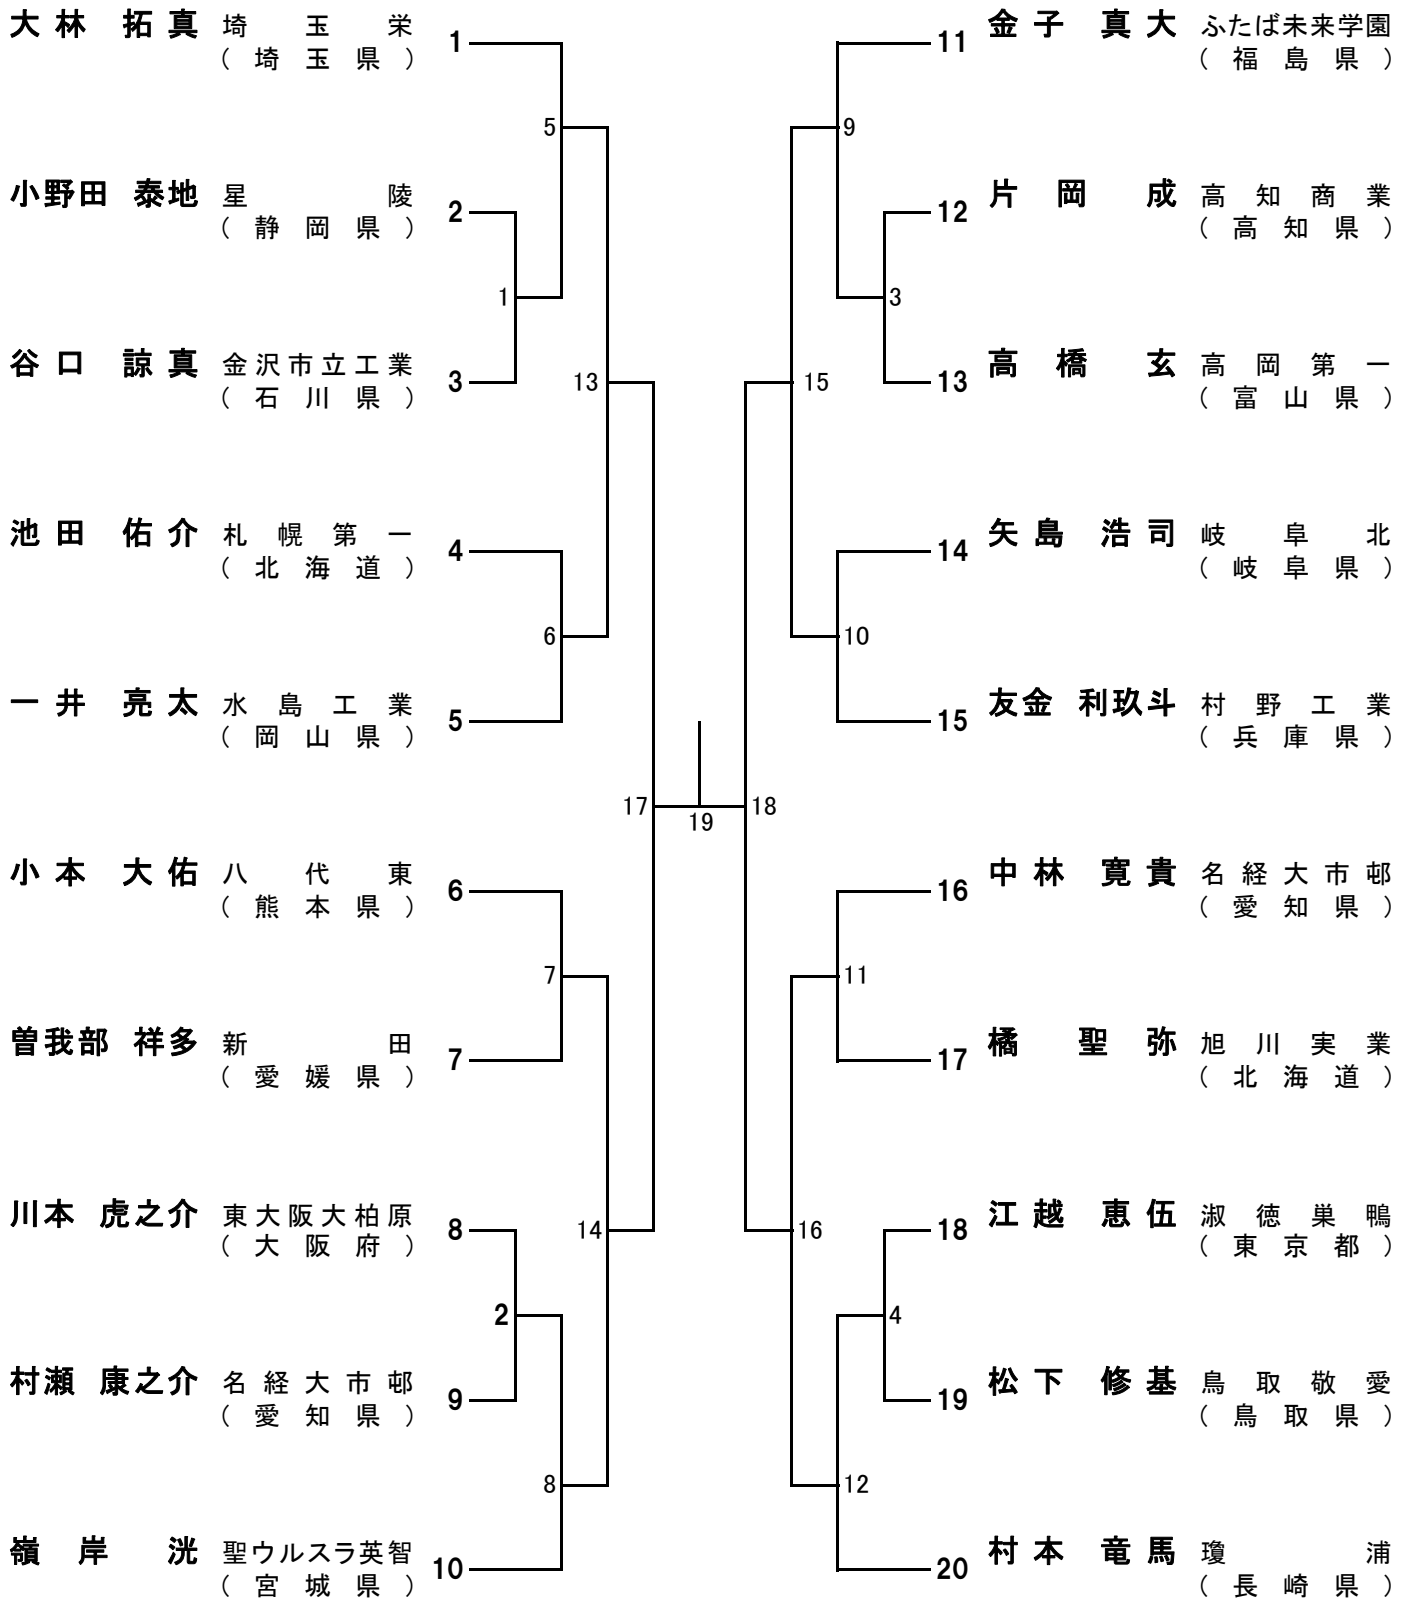 大林 拓真 埼玉栄
(埼玉県)
1
5
小野田 泰地 星陵
(静岡県)
2
1
谷口 諒真 金沢市立工業
(石川県)
3
13
池田 佑介 札幌第一
(北海道)
4
6
一井 亮太 水島工業
(岡山県)
5
17
小本 大佑 八代東
(熊本県)
6
7
曽我部 祥多 新田
(愛媛県)
7
川本 虎之介 東大阪大柏原
(大阪府)
8
14
2
村瀬 康之介 名経大市邨
(愛知県)
9
8
嶺岸 洸 聖ウルスラ英智
(宮城県)
10
19
11 金子 真大 ふたば未来学園
(福島県)
9
12 片岡 成 高知商業
(高知県)
3
13 高橋 玄 高岡第一
(富山県)
15
14 矢島 浩司 岐阜北
(岐阜県)
10
15 友金 利玖斗 村野工業
(兵庫県)
18
16 中林 寛貴 名経大市邨
(愛知県)
11
17 橘 聖弥 旭川実業
(北海道)
18 江越 恵伍 淑徳巣鴨
(東京都)
16
4
19 松下 修基 鳥取敬愛
(鳥取県)
12
20 村本 竜馬 瓊浦
(長崎県)